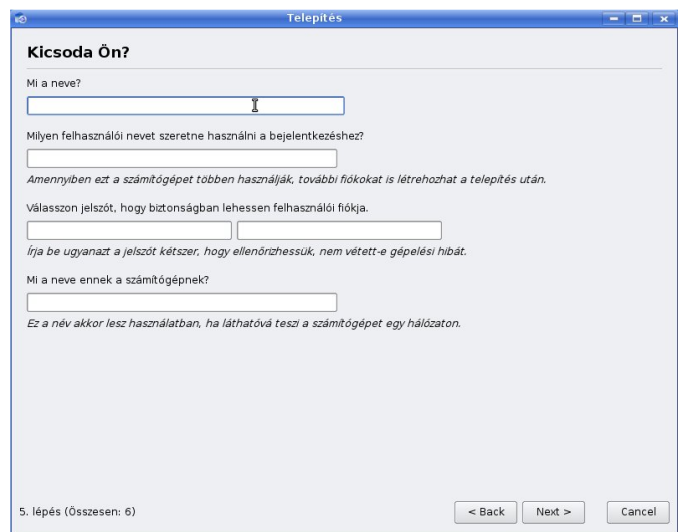 Telepítés
Kicsoda Ön?
Mi a neve?
Milyen felhasználói nevet szeretne használni a bejelentkezéshez?
Amennyiben ezt a számítógépet többen használják, további fiókokat is létrehozhat a telepítés után.
Válasszon jelszót, hogy biztonságban lehessen felhasználói fiókja.
Írja be ugyanazt a jelszót kétszer, hogy ellenőrizhessük, nem vétett-e gépelési hibát.
Mi a neve ennek a számítógépnek?
Ez a név akkor lesz használatban, ha láthatóvá teszi a számítógépet egy hálózaton.
5. lépés (Összesen: 6) < Back Next > Cancel